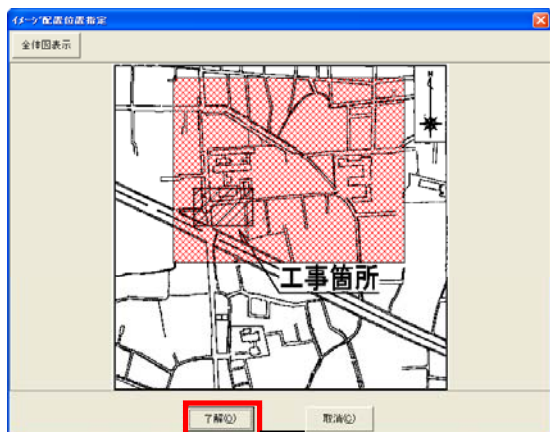 イメージ配置位置指定
全体図表示
N
工事箇所
了解(O)
取消(C)